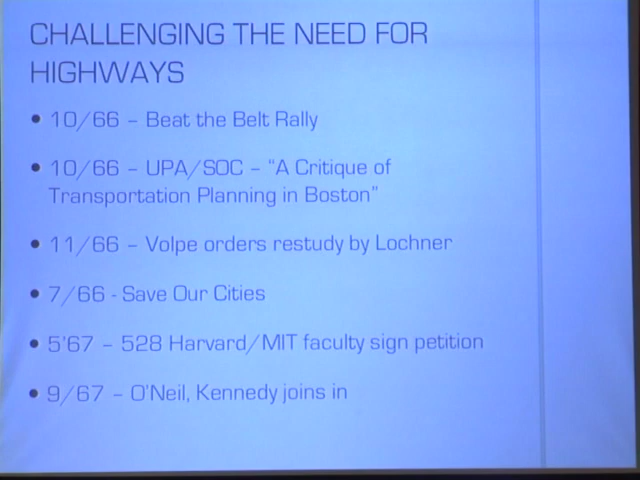 CHALLENGING THE NEED FOR
HIGHWAYS
• 10/66 – Beat the Belt Rally
• 10/66 – UPA/SOC – “A Critique of
Transportation Planning in Boston”
• 11/66 – Volpe orders restudy by Lochner
• 7/66 - Save Our Cities
• 5'67 – 528 Harvard/MIT faculty sign petition
• 9/67 – O'Neil, Kennedy joins in